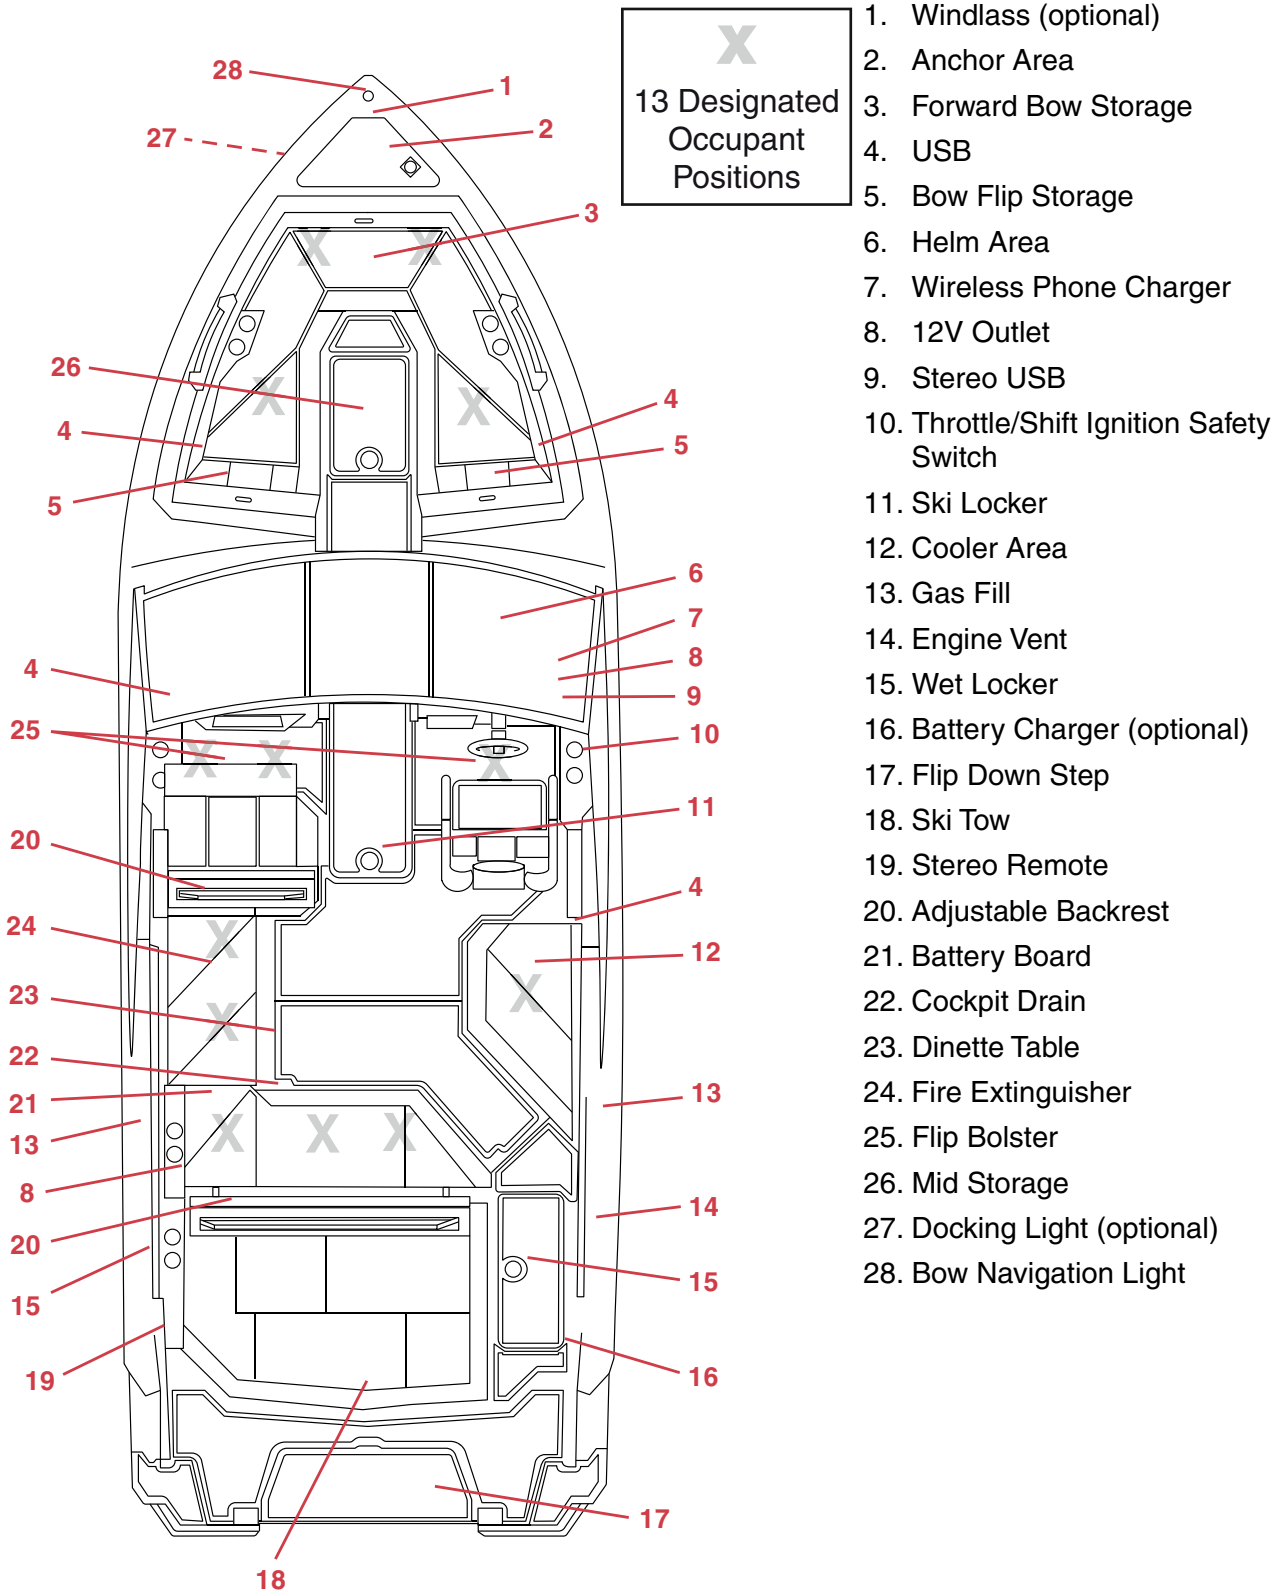 X
13 Designated
Occupant
Positions
1. Windlass (optional)
2. Anchor Area
3. Forward Bow Storage
4. USB
5. Bow Flip Storage
6. Helm Area
7. Wireless Phone Charger
8. 12V Outlet
9. Stereo USB
10. Throttle/Shift Ignition Safety
Switch
11. Ski Locker
12. Cooler Area
13. Gas Fill
14. Engine Vent
15. Wet Locker
16. Battery Charger (optional)
17. Flip Down Step
18. Ski Tow
19. Stereo Remote
20. Adjustable Backrest
21. Battery Board
22. Cockpit Drain
23. Dinette Table
24. Fire Extinguisher
25. Flip Bolster
26. Mid Storage
27. Docking Light (optional)
28. Bow Navigation Light
28
1
27
2
3
X X
26
X X
4
4
5
5
6
7
8
4
9
25
10
X X X
11
20
4
24
X
12
23
X X
22
21
13
13
X X X
8
14
20
15
15
19
16
17
18